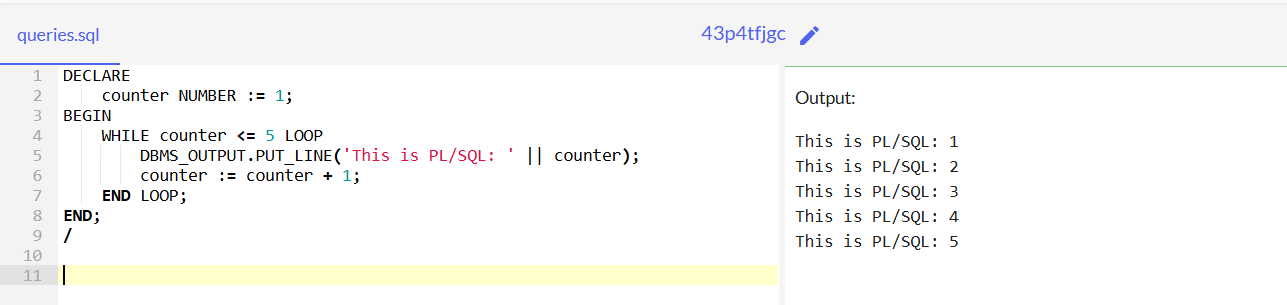 queries.sql
43p4tfjgc
1 DECLARE
2     counter NUMBER := 1;
3 BEGIN
4     WHILE counter <= 5 LOOP
5         DBMS_OUTPUT.PUT_LINE('This is PL/SQL: ' || counter);
6         counter := counter + 1;
7     END LOOP;
8 END;
9 /
10
11
Output:
This is PL/SQL: 1
This is PL/SQL: 2
This is PL/SQL: 3
This is PL/SQL: 4
This is PL/SQL: 5